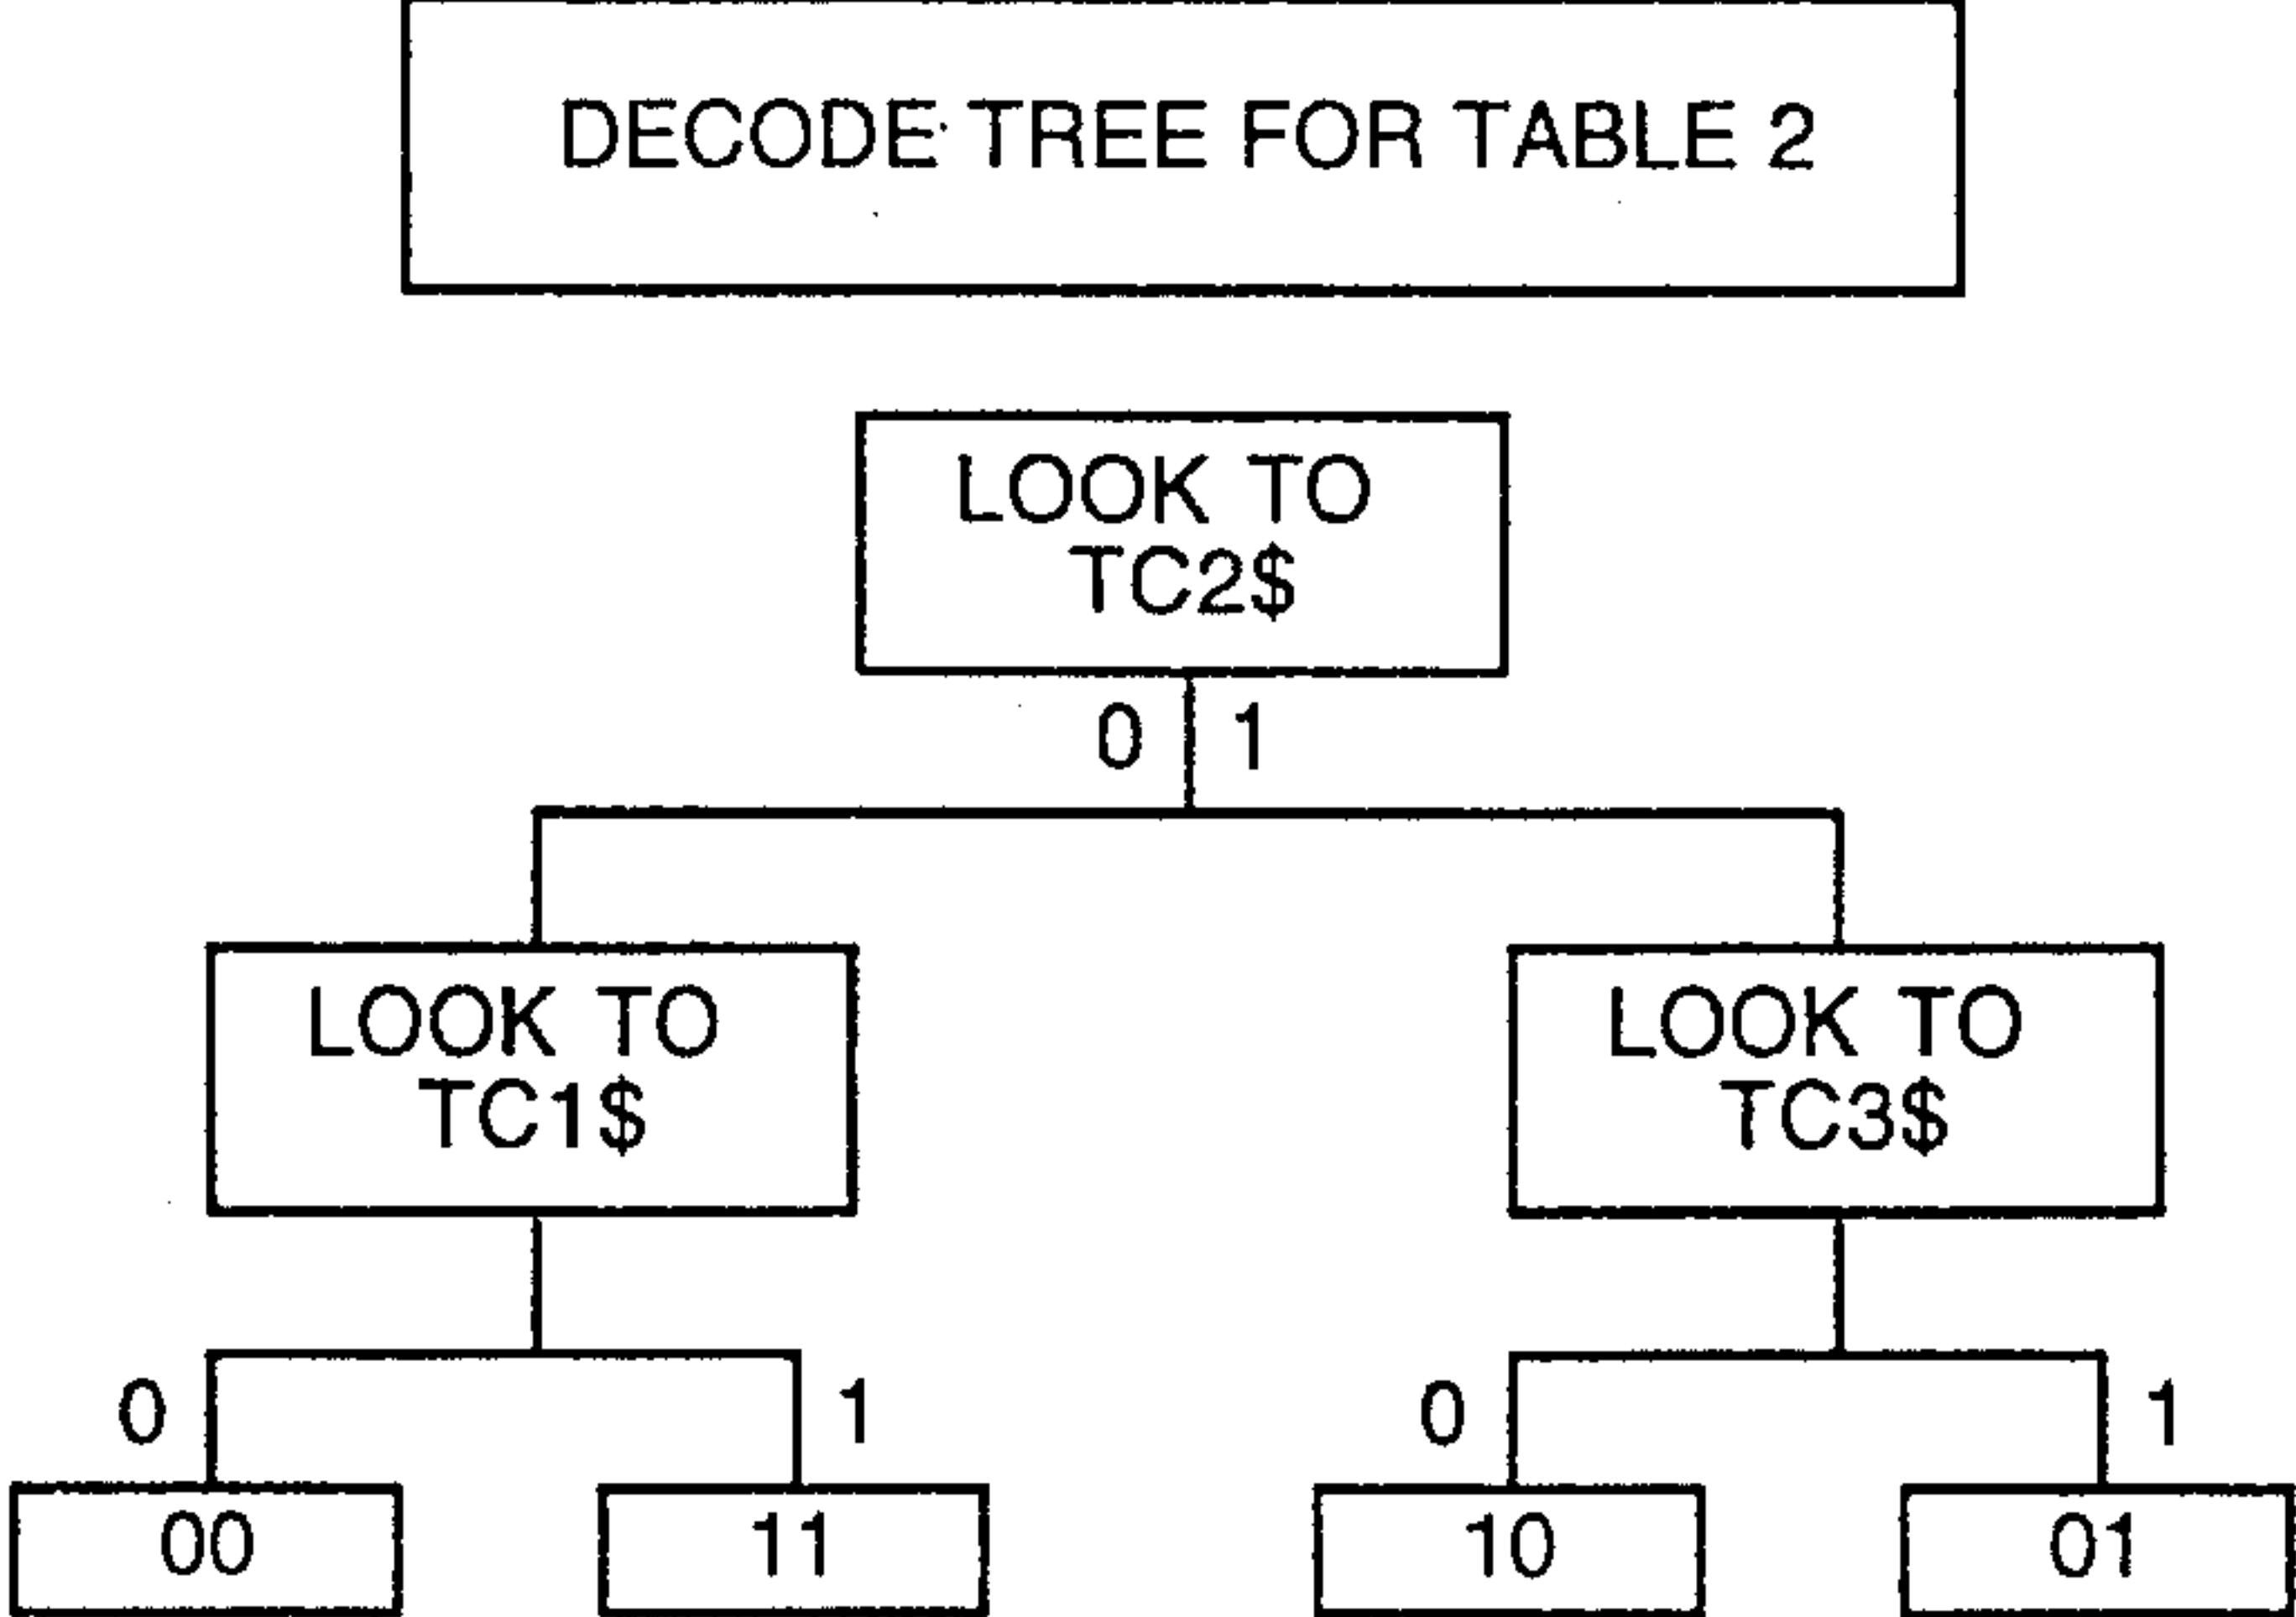 DECODE TREE FOR TABLE 2
LOOK TO
TC2$
0 1
LOOK TO
TC1$
LOOK TO
TC3$
0 1 0 1
00 11 10 01